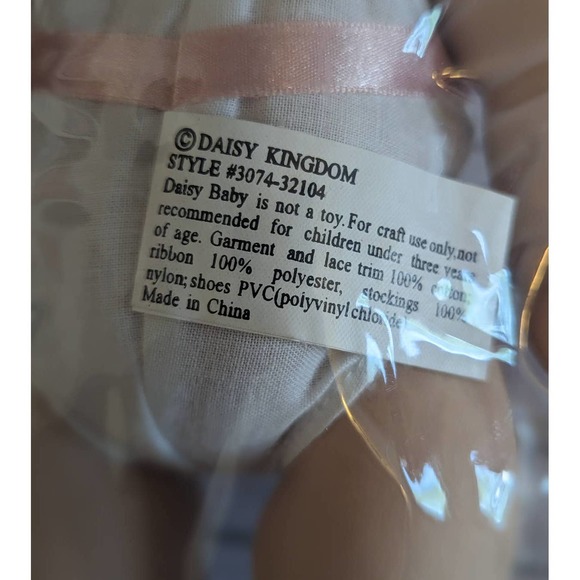 ©DAISY KINGDOM
STYLE #3074-32104
Daisy Baby is not a toy. For craft use only, not
recommended for children under three years
of age. Garment and lace trim 100% cotton;
ribbon 100% polyester, stockings 100%
nylon; shoes PVC(polyvinyl chloride
Made in China